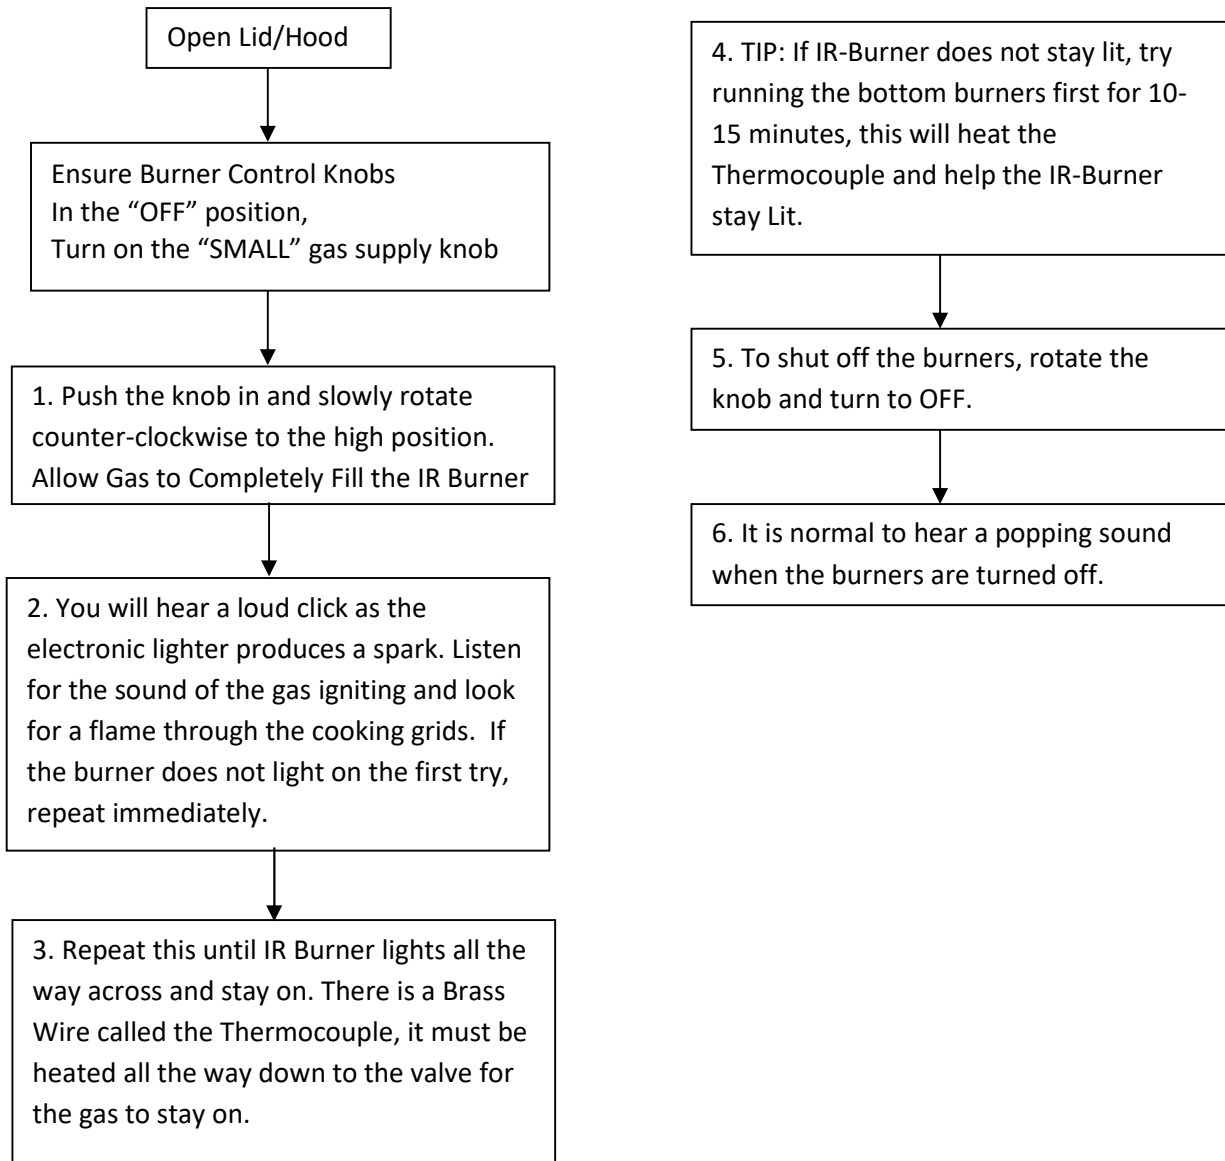 Open Lid/Hood
Ensure Burner Control Knobs
In the “OFF” position,
Turn on the “SMALL” gas supply knob
1. Push the knob in and slowly rotate
counter-clockwise to the high position.
Allow Gas to Completely Fill the IR Burner
2. You will hear a loud click as the
electronic lighter produces a spark. Listen
for the sound of the gas igniting and look
for a flame through the cooking grids.  If
the burner does not light on the first try,
repeat immediately.
3. Repeat this until IR Burner lights all the
way across and stay on. There is a Brass
Wire called the Thermocouple, it must be
heated all the way down to the valve for
the gas to stay on.
4. TIP: If IR-Burner does not stay lit, try
running the bottom burners first for 10-
15 minutes, this will heat the
Thermocouple and help the IR-Burner
stay Lit.
5. To shut off the burners, rotate the
knob and turn to OFF.
6. It is normal to hear a popping sound
when the burners are turned off.